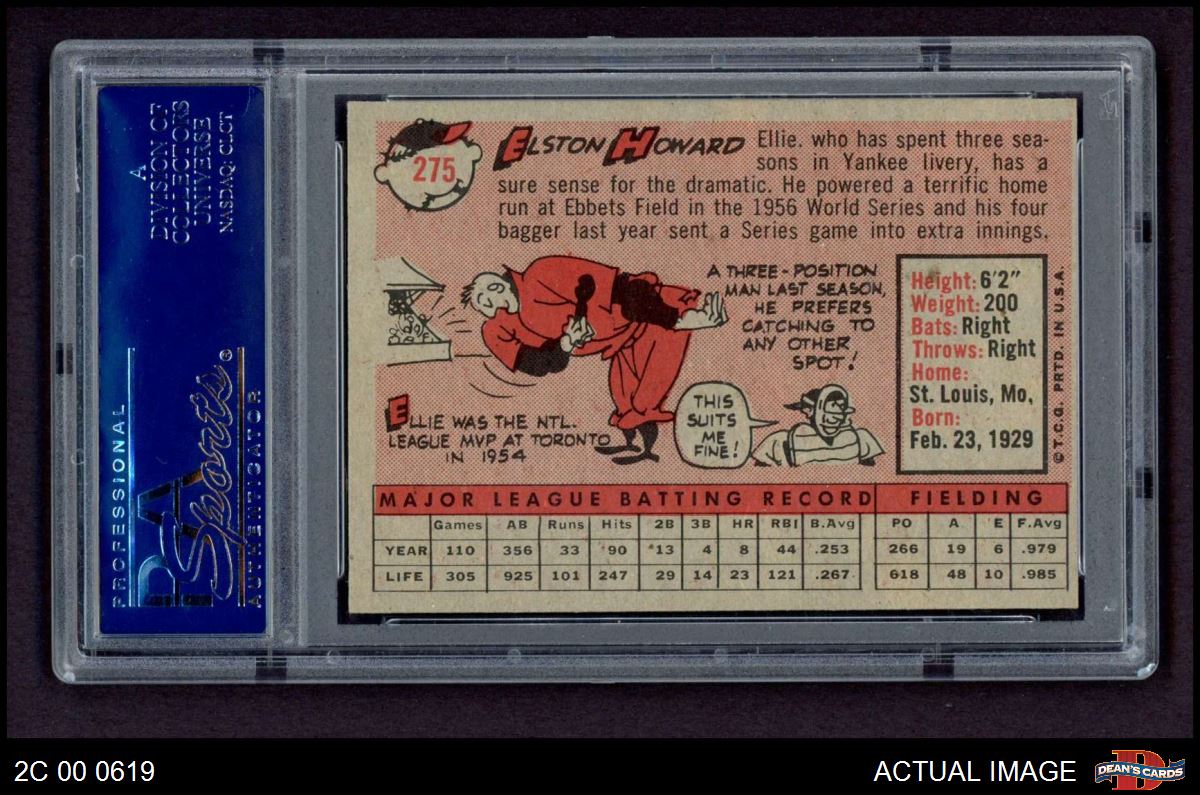 A
DIVISION OF
COLLECTORS
UNIVERSE
NASDAQ: CLCT
PROFESSIONAL
PSA
Sports®
AUTHENTICATOR
275
ELSTON HOWARD
Ellie. who has spent three sea-
sons in Yankee livery, has a
sure sense for the dramatic. He powered a terrific home
run at Ebbets Field in the 1956 World Series and his four
bagger last year sent a Series game into extra innings.
A THREE-POSITION
MAN LAST SEASON,
HE PREFERS
CATCHING TO
ANY OTHER
SPOT!
ELLIE WAS THE NTL.
LEAGUE MVP AT TORONTO
IN 1954
THIS
SUITS
ME
FINE!
Height: 6'2"
Weight: 200
Bats: Right
Throws: Right
Home:
St. Louis, Mo,
Born:
Feb. 23, 1929
© T.C.G. PRTD. IN U.S.A.
MAJOR LEAGUE BATTING RECORD FIELDING
Games AB Runs Hits 2B 3B HR RBI B.Avg PO A. E F.Avg
YEAR 110 356 33 90 13 4 8 44 .253 266 19 6 .979
LIFE 305 925 101 247 29 14 23 121 .267 618 48 10 .985
2C 00 0619
ACTUAL IMAGE
DEAN'S CARDS